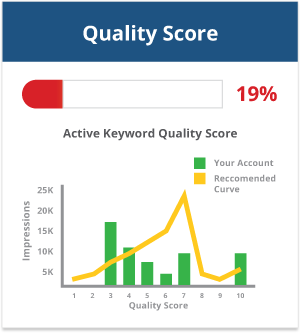 Quality Score
19%
Active Keyword Quality Score
Your Account
Reccomended
Curve
25K
20K
15K
10K
5K
Impressions
1 2 3 4 5 6 7 8 9 10
Quality Score